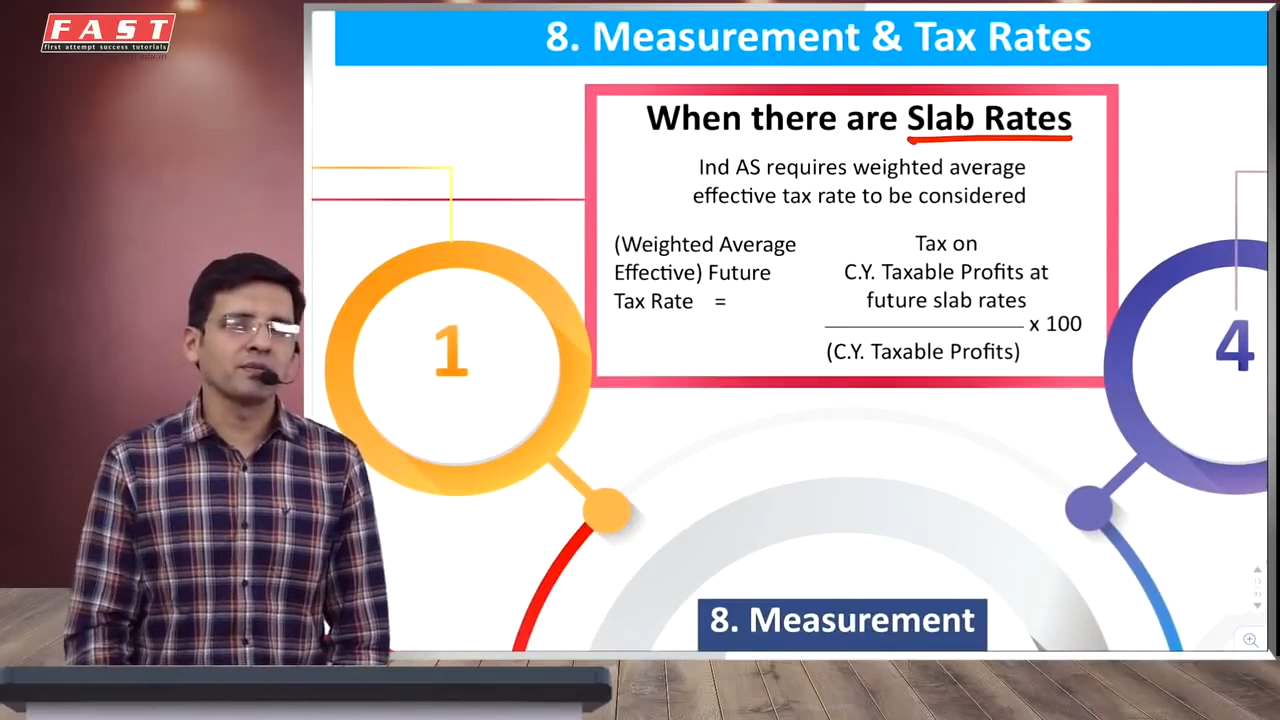 FAST
first attempt success tutorials
8. Measurement & Tax Rates
When there are Slab Rates
Ind AS requires weighted average
effective tax rate to be considered
(Weighted Average
Effective) Future
Tax Rate =
Tax on
C.Y. Taxable Profits at
future slab rates
x 100
(C.Y. Taxable Profits)
1
4
8. Measurement